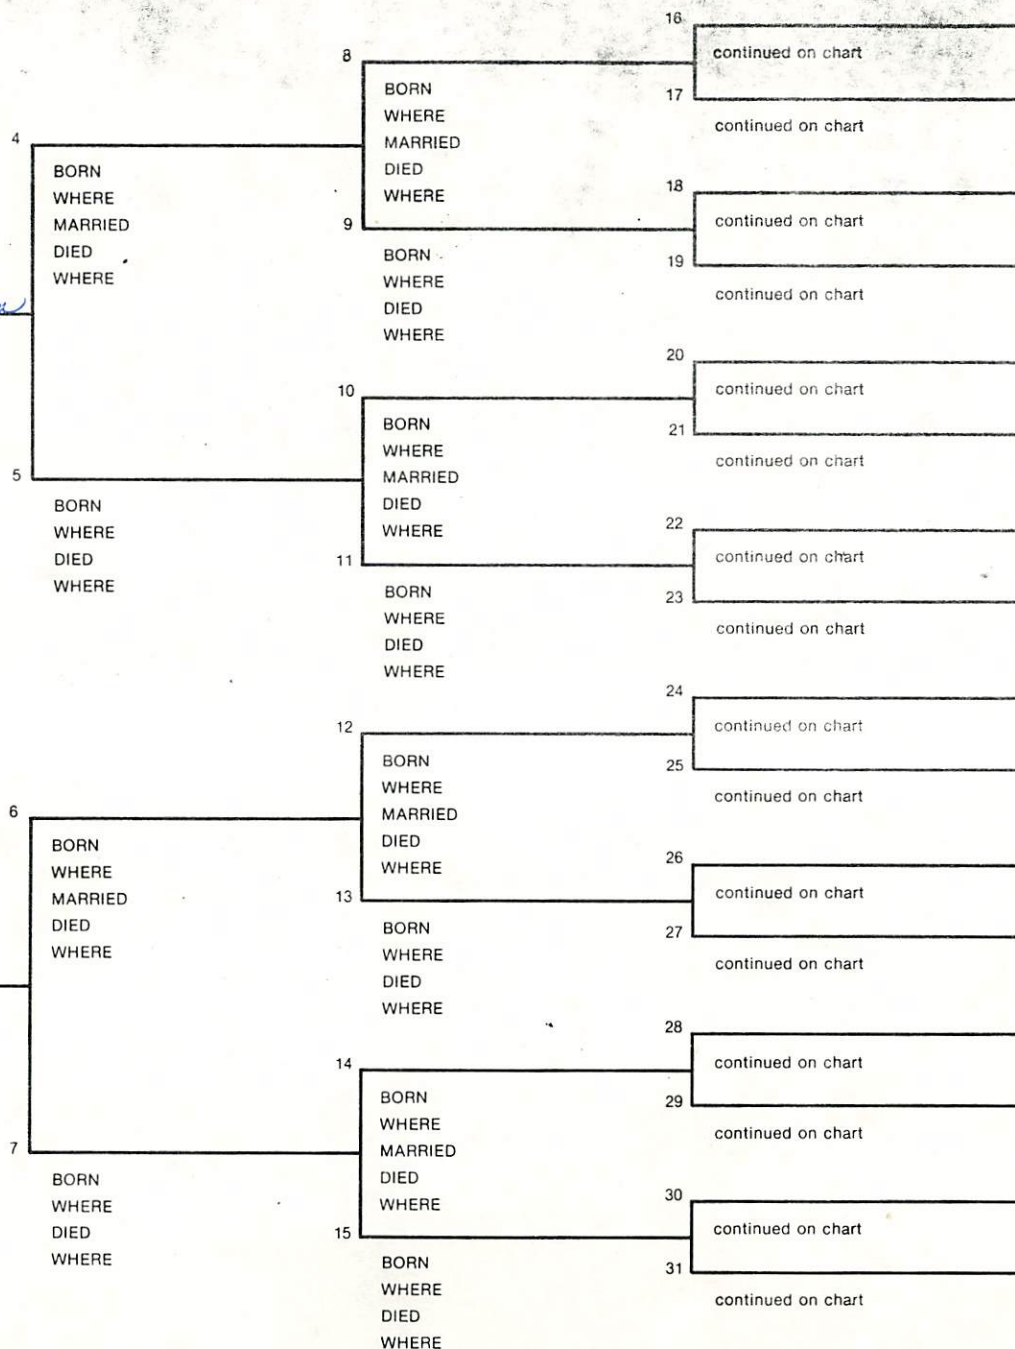 16
continued on chart
8
BORN
17
WHERE
continued on chart
4
MARRIED
BORN
DIED
18
WHERE
WHERE
continued on chart
MARRIED
9
DIED
BORN
19
WHERE
WHERE
continued on chart
DIED
WHERE
20
10
continued on chart
BORN
21
WHERE
continued on chart
5
MARRIED
BORN
DIED
22
WHERE
WHERE
continued on chart
DIED
11
WHERE
BORN
23
WHERE
continued on chart
DIED
WHERE
24
12
continued on chart
BORN
25
WHERE
continued on chart
6
MARRIED
BORN
DIED
26
WHERE
WHERE
continued on chart
MARRIED
13
DIED
BORN
27
WHERE
WHERE
continued on chart
DIED
WHERE
28
14
continued on chart
BORN
29
WHERE
continued on chart
7
MARRIED
BORN
DIED
30
WHERE
WHERE
continued on chart
DIED
15
WHERE
BORN
31
WHERE
continued on chart
DIED
WHERE